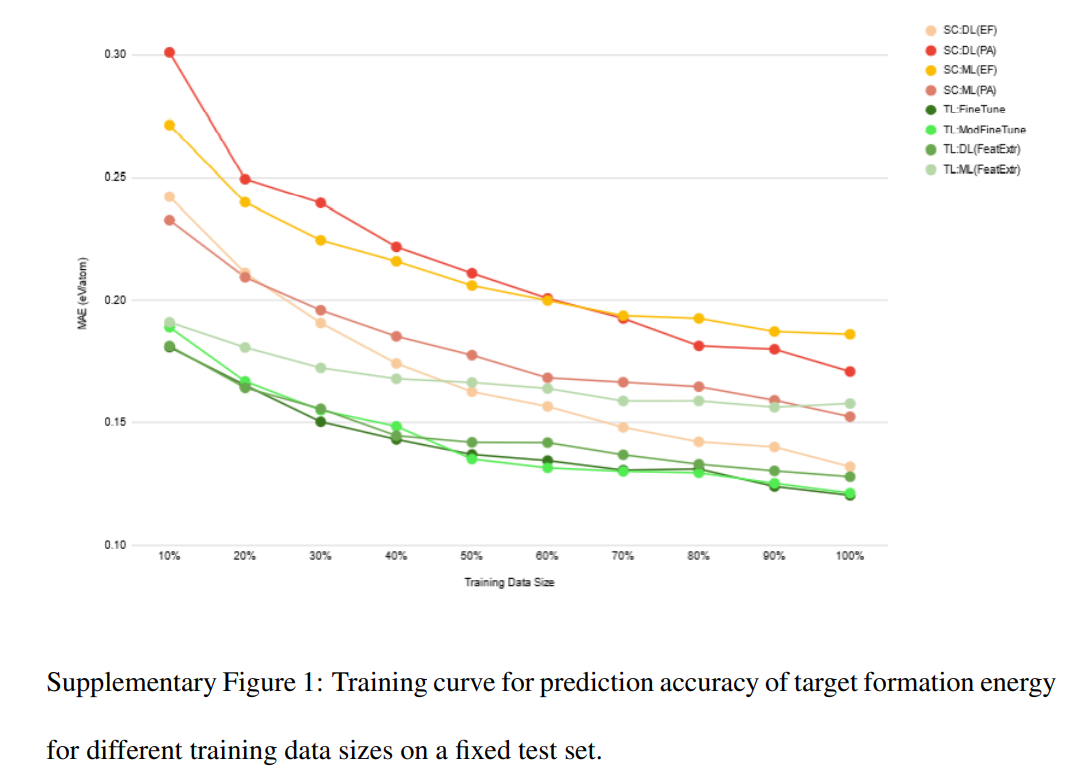 0.30
0.25
0.20
0.15
0.10
MAE (eV/atom)
10% 20% 30% 40% 50% 60% 70% 80% 90% 100%
Training Data Size
SC:DL(EF)
SC:DL(PA)
SC:ML(EF)
SC:ML(PA)
TL:FineTune
TL:ModFineTune
TL:DL(FeatExtr)
TL:ML(FeatExtr)
Supplementary Figure 1: Training curve for prediction accuracy of target formation energy
for different training data sizes on a fixed test set.